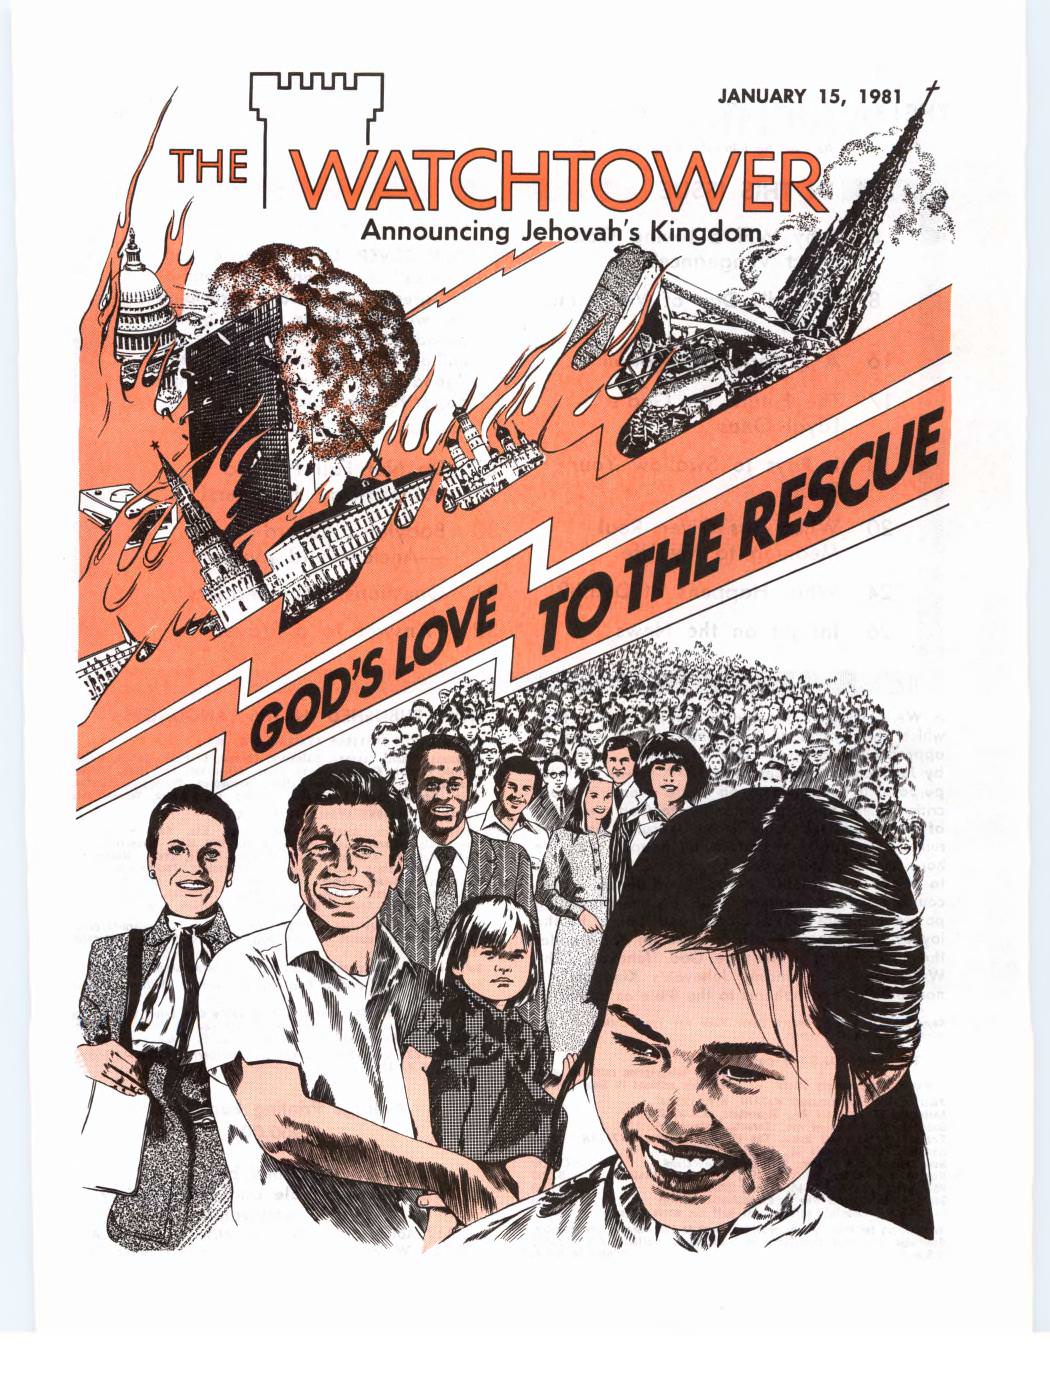 JANUARY 15, 1981
THE WATCHTOWER
Announcing Jehovah's Kingdom
GOD'S LOVE TO THE RESCUE